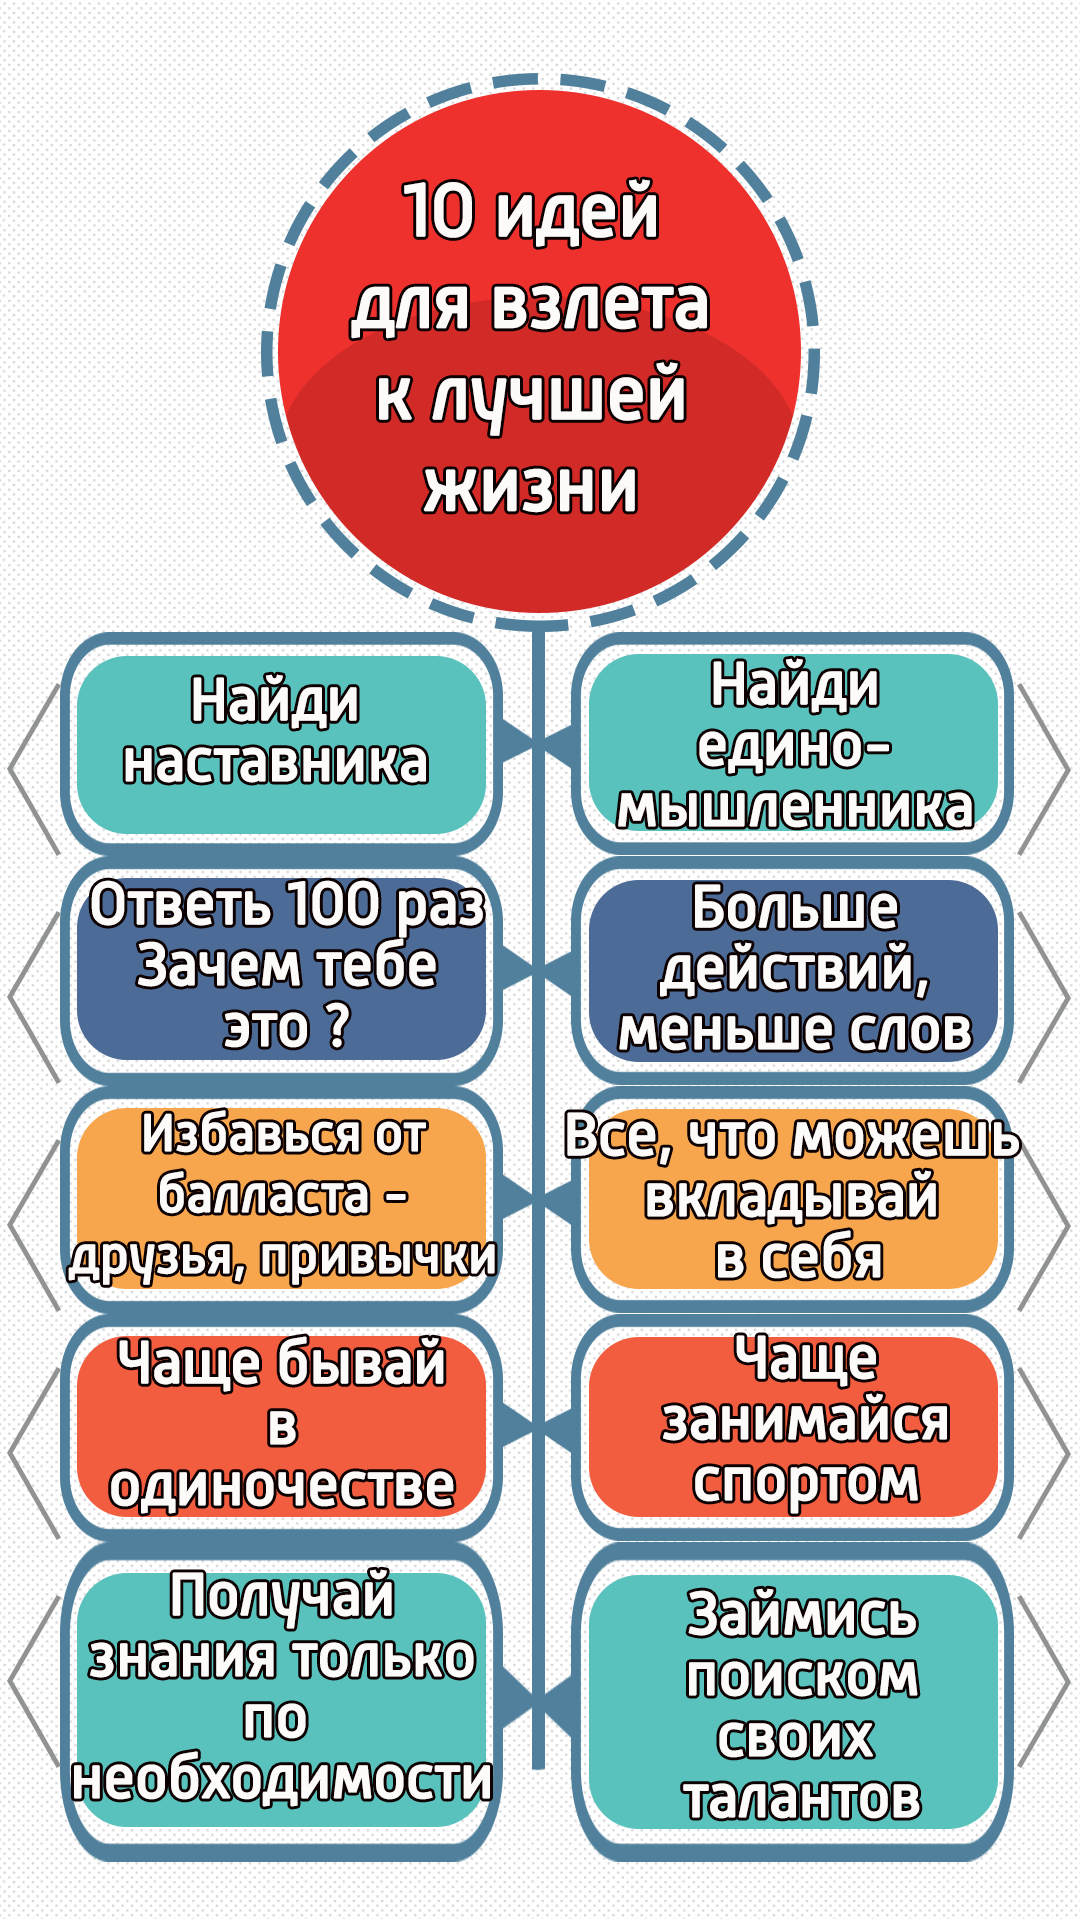 10 идей
для взлета
к лучшей
жизни
Найди
наставника
Найди
едино-
мышленника
Ответь 100 раз
Зачем тебе
это ?
Больше
действий,
меньше слов
Избавься от
балласта -
друзья, привычки
Все, что можешь
вкладывай
в себя
Чаще бывай
в
одиночестве
Чаще
занимайся
спортом
Получай
знания только
по
необходимости
Займись
поиском
своих
талантов